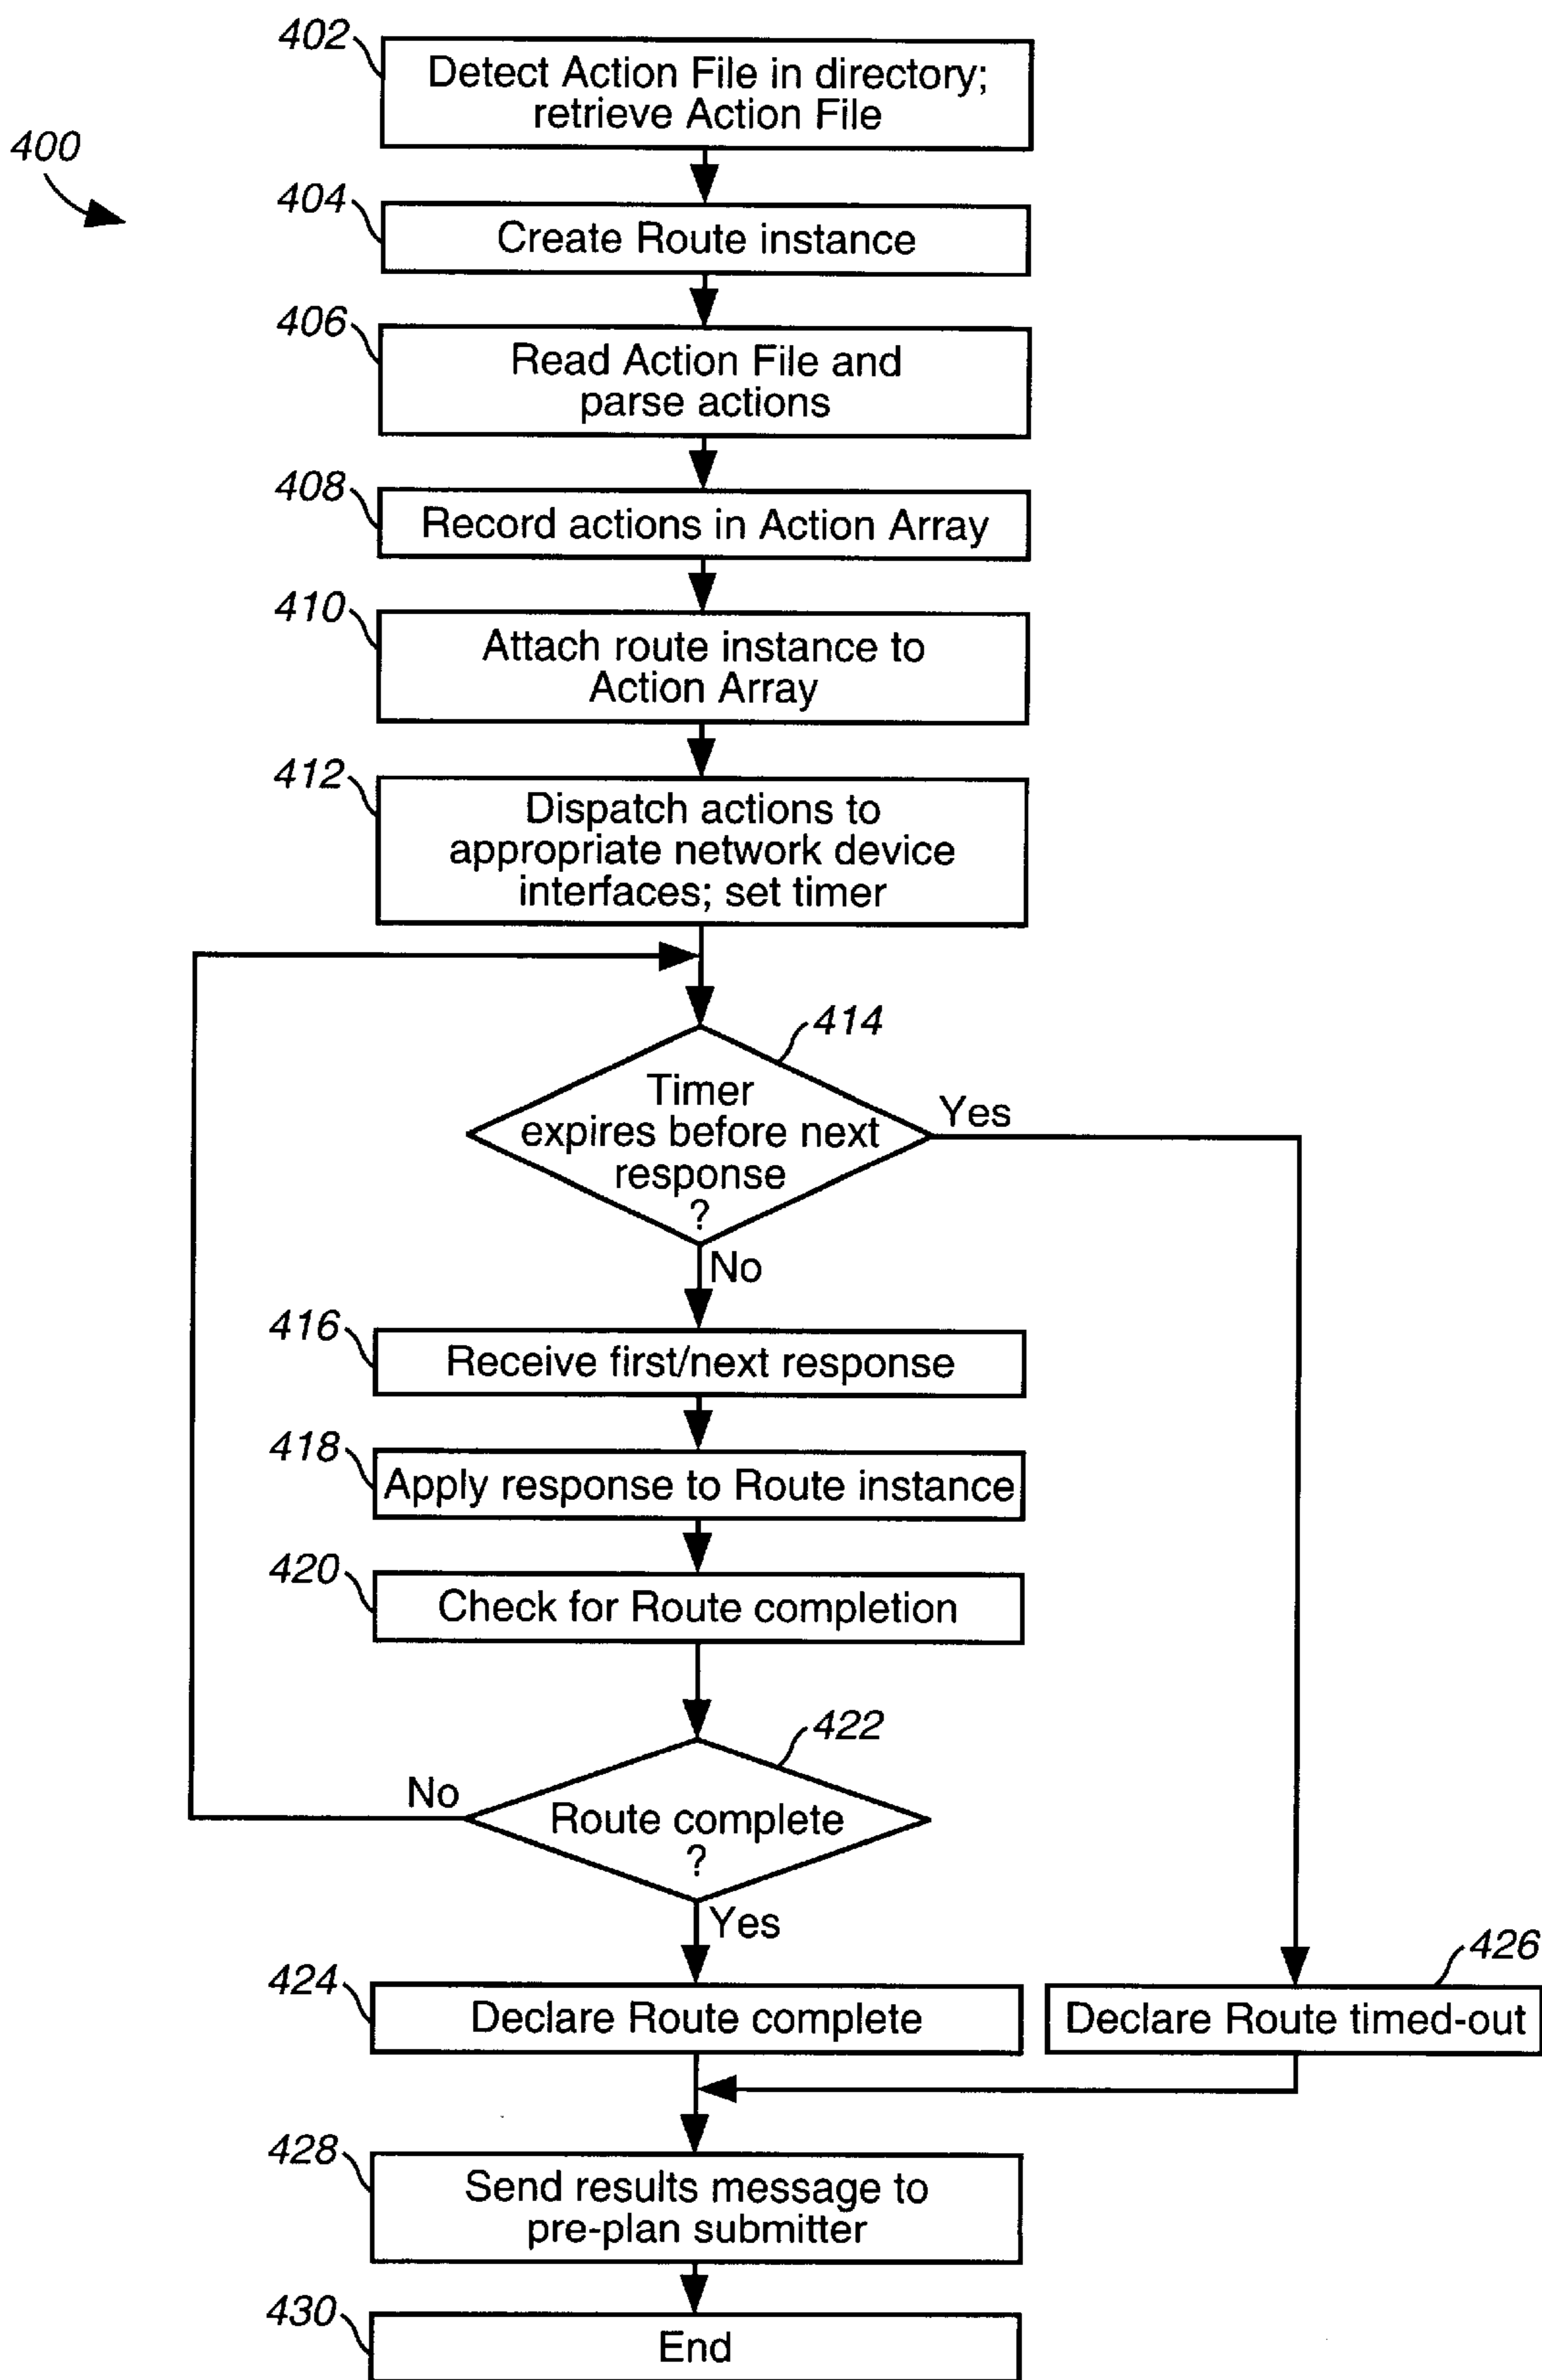 402
Detect Action File in directory;
retrieve Action File
400
404
Create Route instance
406
Read Action File and
parse actions
408
Record actions in Action Array
410
Attach route instance to
Action Array
412
Dispatch actions to
appropriate network device
interfaces; set timer
414
Timer
expires before next
response
?
Yes
No
416
Receive first/next response
418
Apply response to Route instance
420
Check for Route completion
422
No
Route complete
?
Yes
424
Declare Route complete
426
Declare Route timed-out
428
Send results message to
pre-plan submitter
430
End